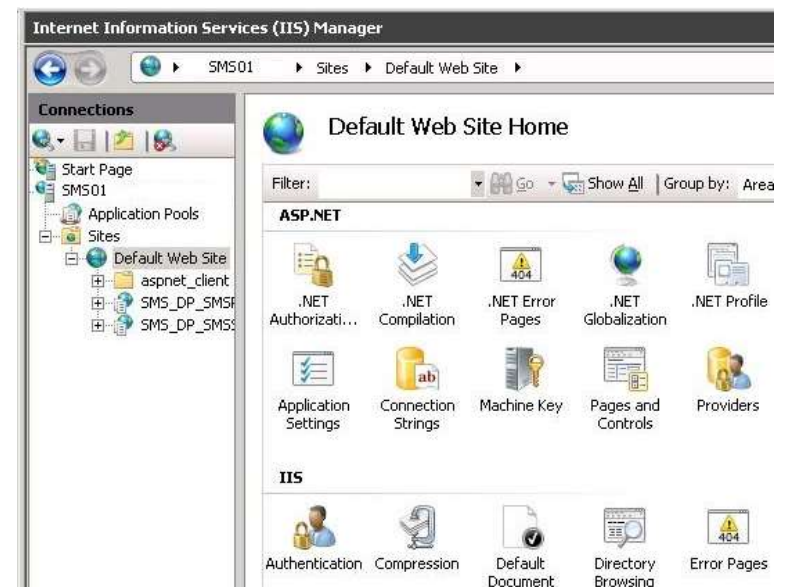 Internet Information Services (IIS) Manager
SMS01 Sites Default Web Site
Connections
Start Page
SMS01
Application Pools
Sites
Default Web Site
aspnet_client
SMS_DP_SMSP
SMS_DP_SMSS
Default Web Site Home
Filter: Go Show All Group by: Area
ASP.NET
.NET Authorizati... .NET Compilation .NET Error Pages .NET Globalization .NET Profile
404
ab
Application Settings Connection Strings Machine Key Pages and Controls Providers
IIS
404
Authentication Compression Default Document Directory Browsing Error Pages